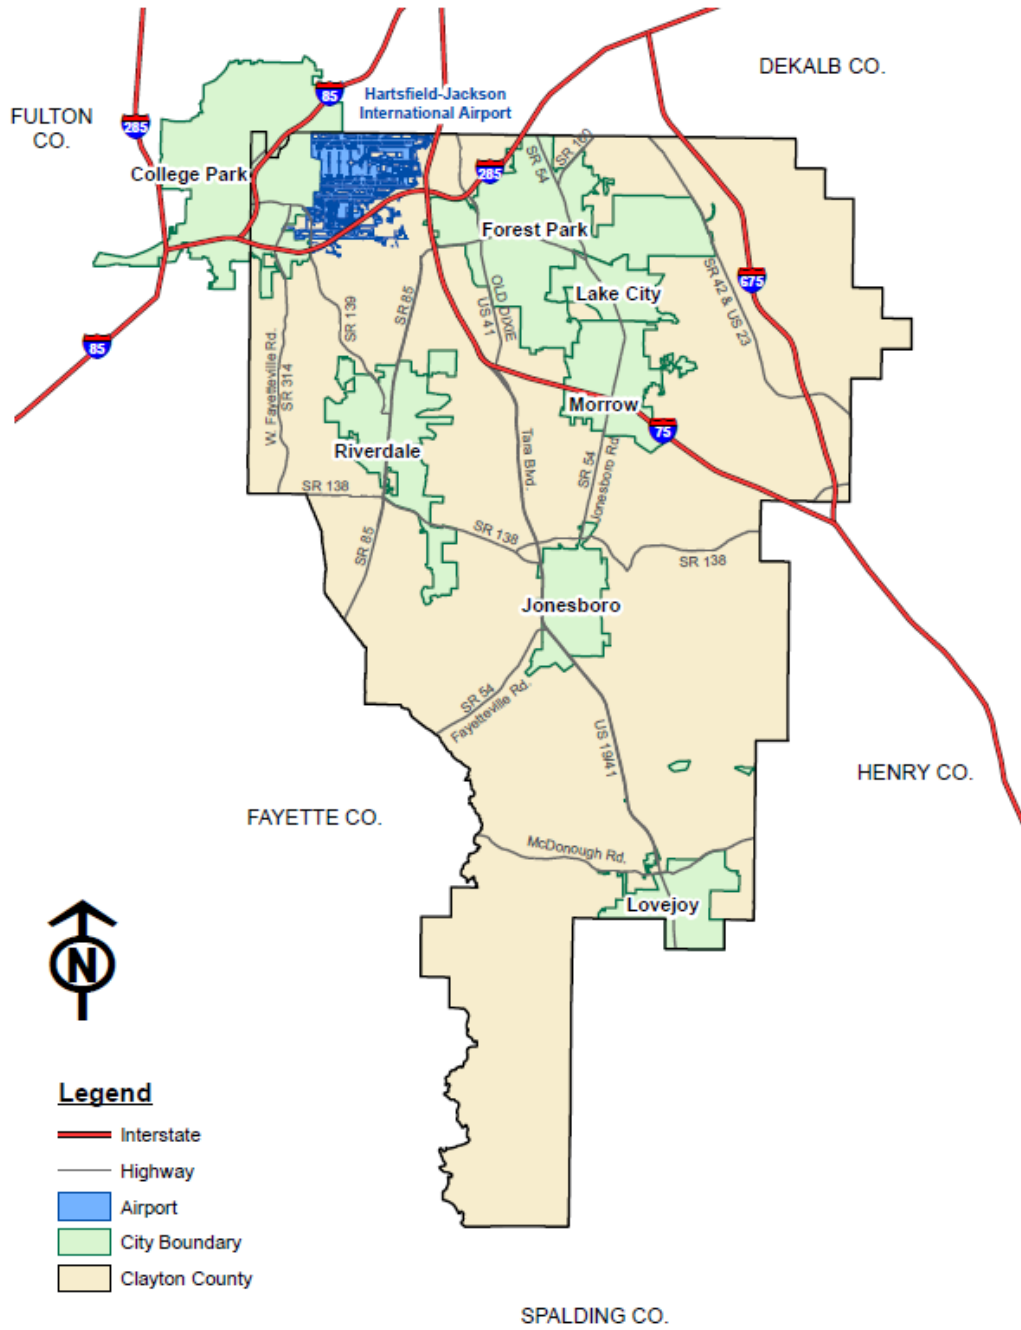 DEKALB CO.
FULTON
CO.
85
Hartsfield-Jackson
International Airport
285
SR 54
SR 160
285
College Park
Forest Park
Lake City
SR 42 & US 23
675
OLD DIXIE
US 41
SR 85
SR 139
W. Fayetteville Rd.
SR 314
85
Morrow
75
Riverdale
Tara Blvd.
SR 54
Jonesboro Rd.
SR 138
SR 138
SR 138
SR 85
Jonesboro
SR 54
Fayetteville Rd.
US 19/41
HENRY CO.
FAYETTE CO.
McDonough Rd.
Lovejoy
N
Legend
Interstate
Highway
Airport
City Boundary
Clayton County
SPALDING CO.